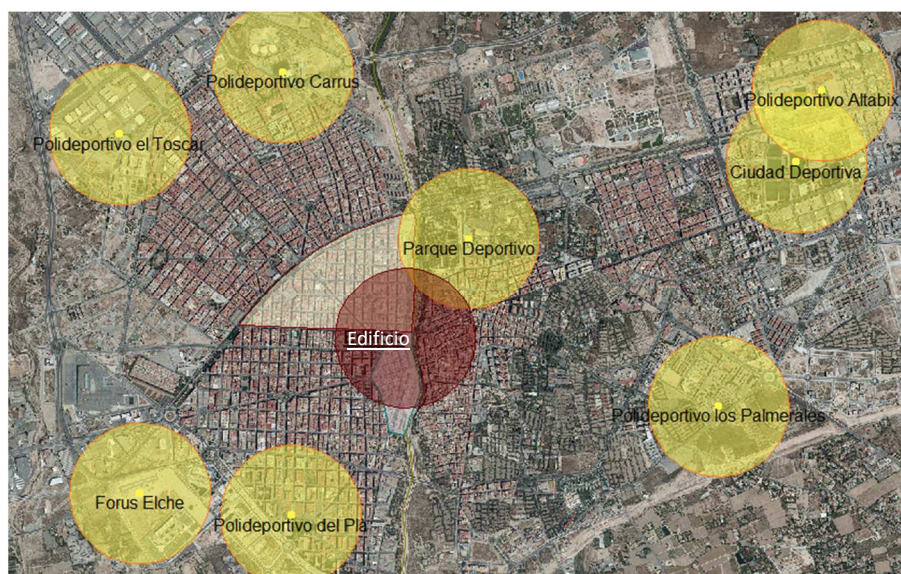 Polideportivo Carrus
Polideportivo Altabix
Polideportivo el Toscar
Ciudad Deportiva
Parque Deportivo
Edificio
Polideportivo los Palmerales
Forus Elche
Polideportivo del Pla